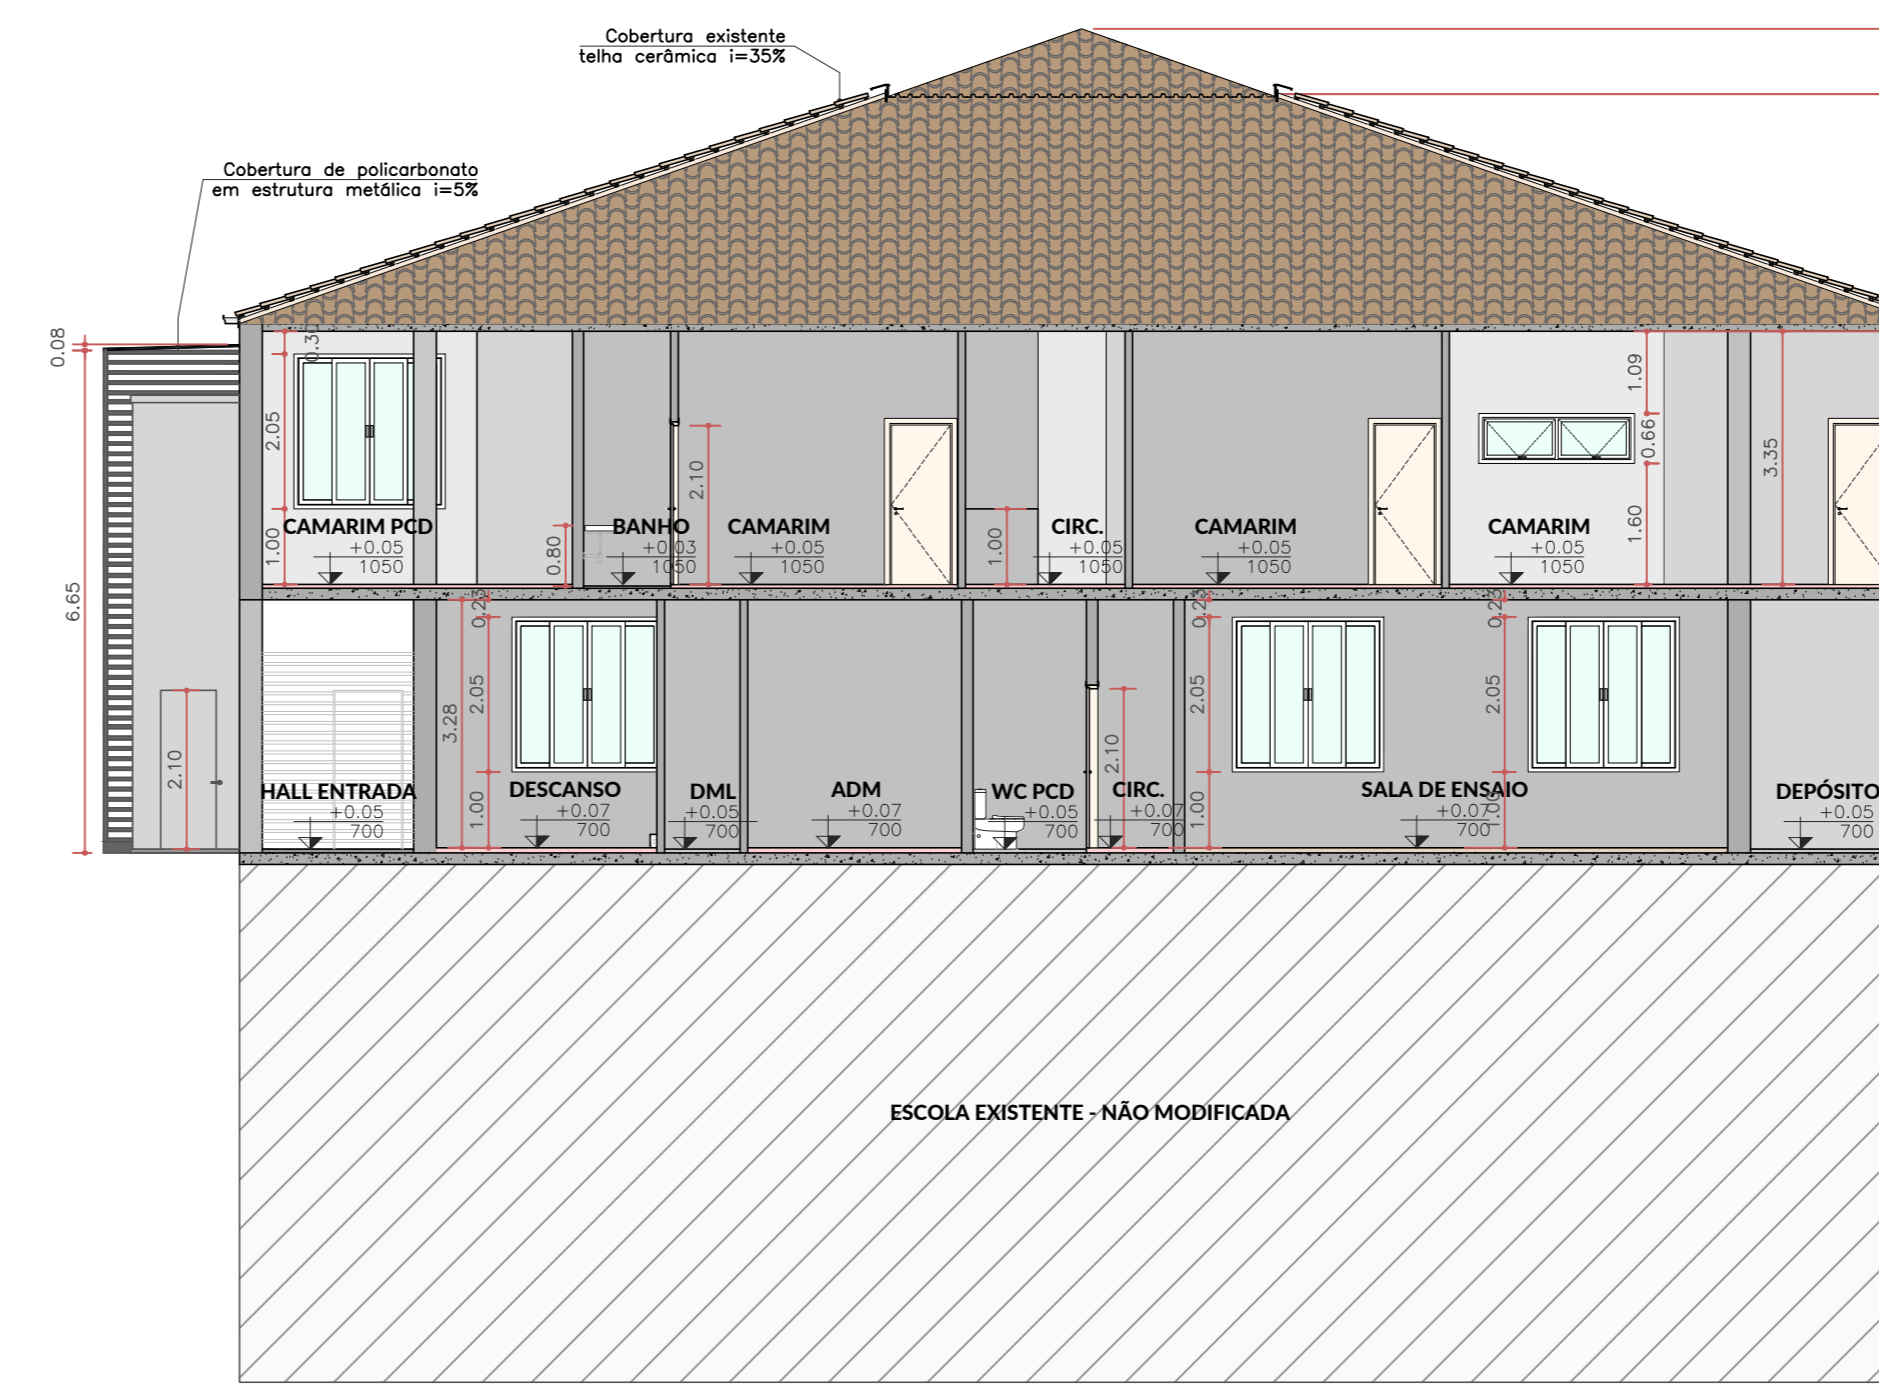 Cobertura existente
telha cerâmica i=35%
Cobertura de policarbonato
em estrutura metálica i=5%
0.08
6.65
2.10
2.05
1.00
CAMARIM PCD
+0.05
1050
0.80
BANHO
+0.03
1050
2.10
CAMARIM
+0.05
1050
1.00
CIRC.
+0.05
1050
CAMARIM
+0.05
1050
CAMARIM
+0.05
1050
1.09
0.66
1.60
3.35
HALL ENTRADA
+0.05
700
3.28
0.23
2.05
1.00
DESCANSO
+0.07
700
DML
+0.05
700
ADM
+0.07
700
WC PCD
+0.05
700
2.10
CIRC.
+0.07
700
0.23
2.05
1.00
SALA DE ENSAIO
+0.07
700
0.23
2.05
DEPÓSITO
+0.05
700
ESCOLA EXISTENTE - NÃO MODIFICADA